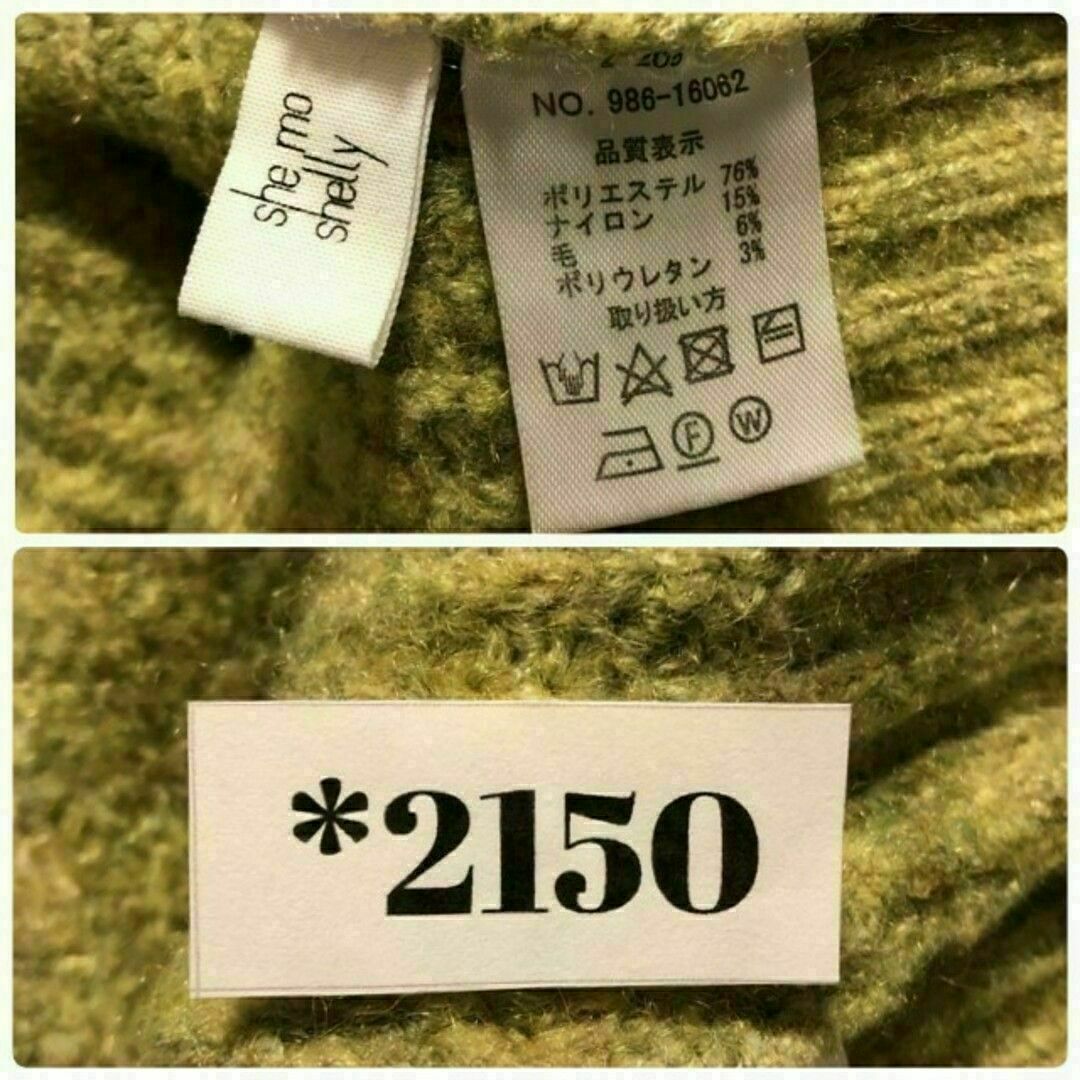 she mo
shelly
NO. 986-16062
品質表示
ポリエステル 76%
ナイロン 15%
毛 6%
ポリウレタン 3%
取り扱い方
F W
*2150